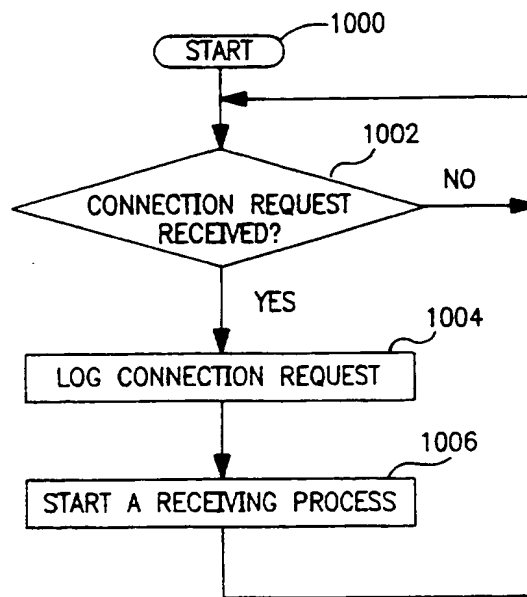 1000
START
1002
CONNECTION REQUEST
RECEIVED?
NO
YES
1004
LOG CONNECTION REQUEST
1006
START A RECEIVING PROCESS